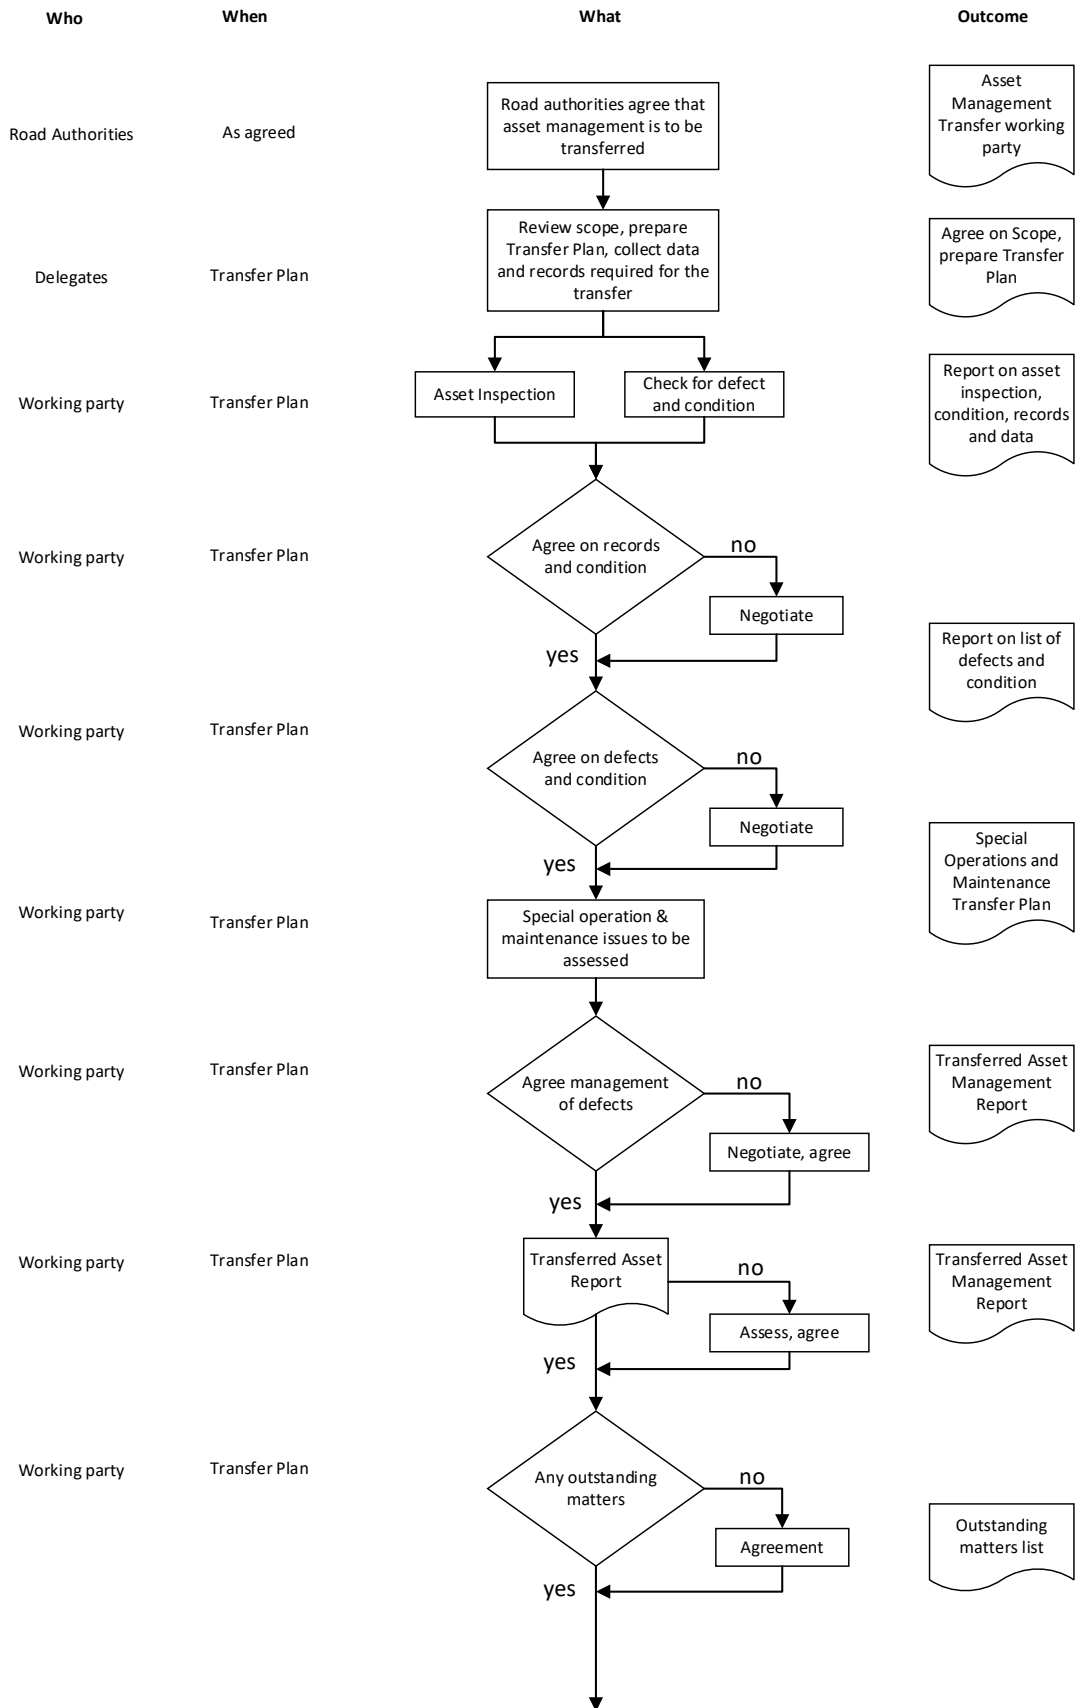 Who When What Outcome
Road Authorities
As agreed
Road authorities agree that
asset management is to be
transferred
Asset
Management
Transfer working
party
Delegates
Transfer Plan
Review scope, prepare
Transfer Plan, collect data
and records required for the
transfer
Agree on Scope,
prepare Transfer
Plan
Working party
Transfer Plan
Asset Inspection
Check for defect
and condition
Report on asset
inspection,
condition, records
and data
Working party
Transfer Plan
Agree on records
and condition
no
Negotiate
yes
Report on list of
defects and
condition
Working party
Transfer Plan
Agree on defects
and condition
no
Negotiate
yes
Special
Operations and
Maintenance
Transfer Plan
Working party
Transfer Plan
Special operation &
maintenance issues to be
assessed
Working party
Transfer Plan
Agree management
of defects
no
Negotiate, agree
yes
Transferred Asset
Management
Report
Working party
Transfer Plan
Transferred Asset
Report
no
Assess, agree
yes
Transferred Asset
Management
Report
Working party
Transfer Plan
Any outstanding
matters
no
Agreement
yes
Outstanding
matters list